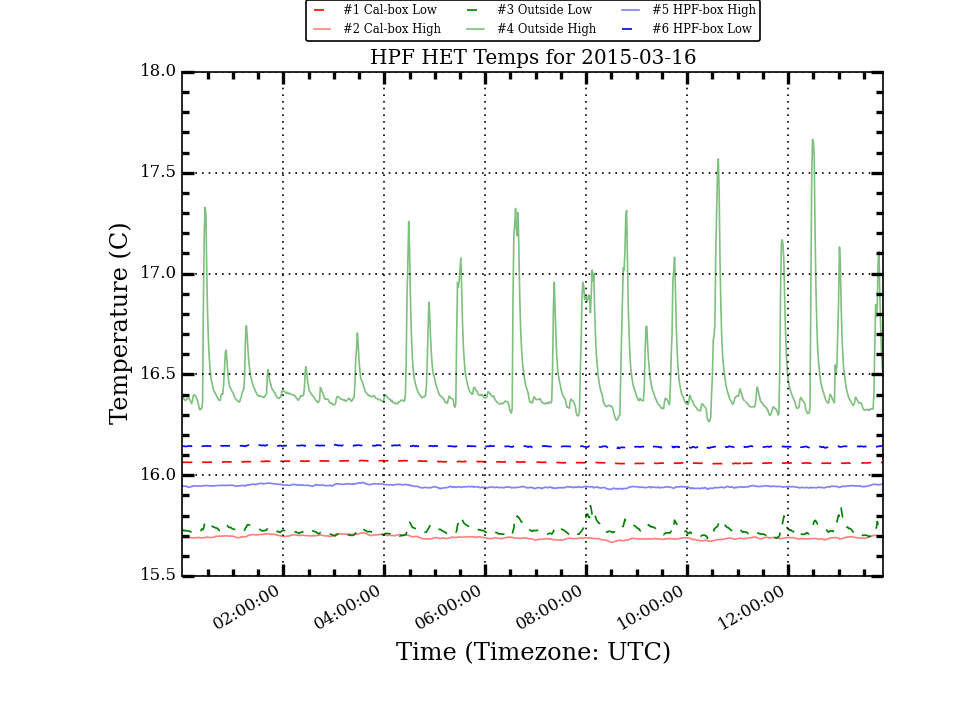 #1 Cal-box Low #3 Outside Low #5 HPF-box High
#2 Cal-box High #4 Outside High #6 HPF-box Low
HPF HET Temps for 2015-03-16
18.0
17.5
17.0
16.5
16.0
15.5
Temperature (C)
02:00:00 04:00:00 06:00:00 08:00:00 10:00:00 12:00:00
Time (Timezone: UTC)